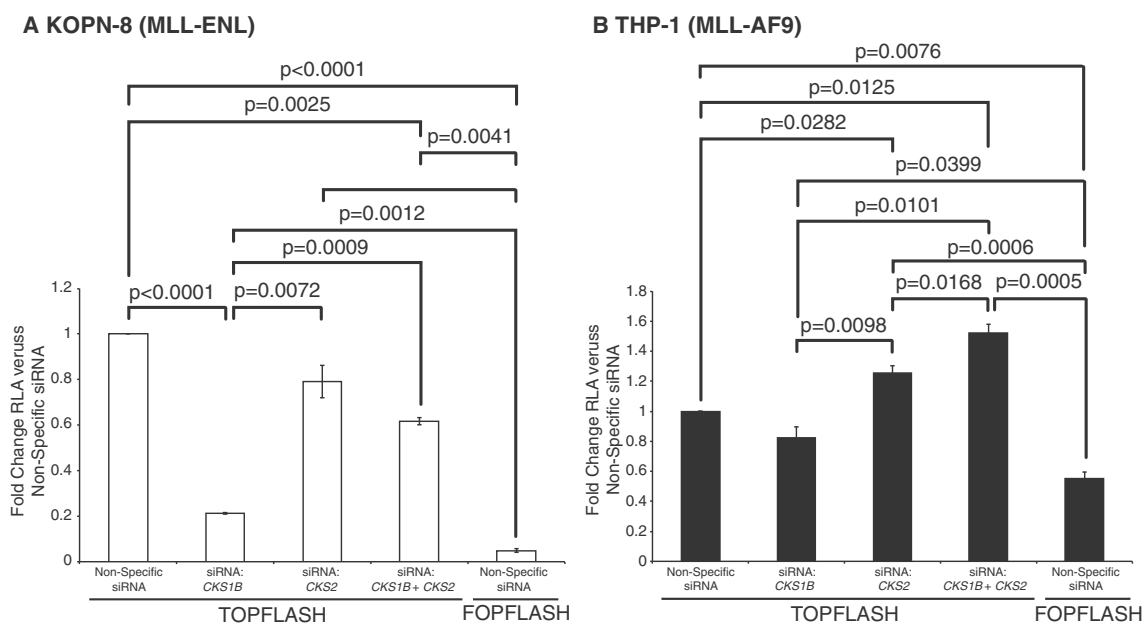 A KOPN-8 (MLL-ENL)
p<0.0001
p=0.0025
p=0.0041
p=0.0012
p=0.0009
p<0.0001
p=0.0072
Fold Change RLA veruss
Non-Specific siRNA
1.2
1
0.8
0.6
0.4
0.2
0
Non-Specific
siRNA
siRNA:
CKS1B
siRNA:
CKS2
siRNA:
CKS1B + CKS2
Non-Specific
siRNA
TOPFLASH
FOPFLASH
B THP-1 (MLL-AF9)
p=0.0076
p=0.0125
p=0.0282
p=0.0399
p=0.0101
p=0.0006
p=0.0168
p=0.0005
p=0.0098
Fold Change RLA veruss
Non-Specific siRNA
1.8
1.6
1.4
1.2
1
0.8
0.6
0.4
0.2
0
Non-Specific
siRNA
siRNA:
CKS1B
siRNA:
CKS2
siRNA:
CKS1B + CKS2
Non-Specific
siRNA
TOPFLASH
FOPFLASH